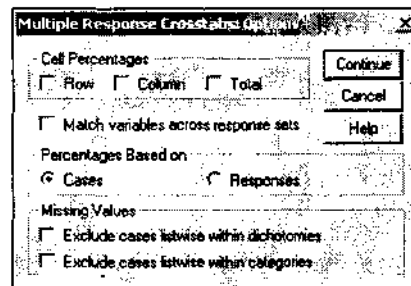 Multiple Response Crosstabs: Options
Cell Percentages
Row Column Total
Match variables across response sets
Percentages Based on
Cases Responses
Missing Values
Exclude cases listwise within dichotomies
Exclude cases listwise within categories
Continue
Cancel
Help